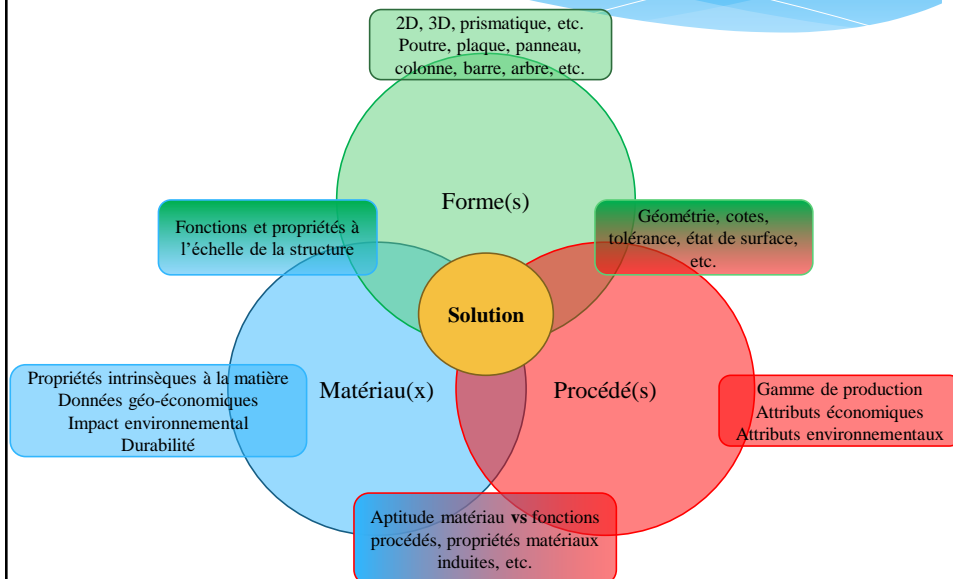 2D, 3D, prismatique, etc.
Poutre, plaque, panneau,
colonne, barre, arbre, etc.
Forme(s)
Fonctions et propriétés à
l’échelle de la structure
Géométrie, cotes,
tolérance, état de surface,
etc.
Solution
Propriétés intrinsèques à la matière
Données géo-économiques
Impact environmental
Durabilité
Matériau(x)
Procédé(s)
Gamme de production
Attributs économiques
Attributs environnementaux
Aptitude matériau vs fonctions
procédés, propriétés matériaux
induites, etc.